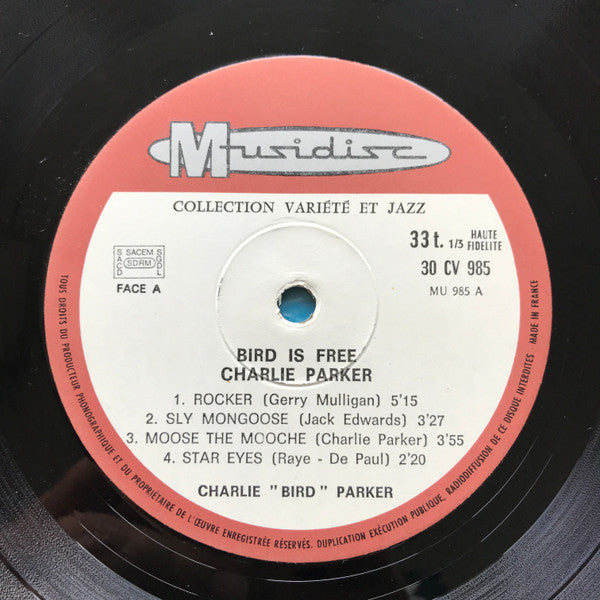 Musidisc
COLLECTION VARIÉTÉ ET JAZZ
SACD SACEM SGDL
SDRM
FACE A
33 t. 1/3 HAUTE FIDELITE
30 CV 985
MU 985 A
BIRD IS FREE
CHARLIE PARKER
1. ROCKER (Gerry Mulligan) 5'15
2. SLY MONGOOSE (Jack Edwards) 3'27
3. MOOSE THE MOOCHE (Charlie Parker) 3'55
4. STAR EYES (Raye - De Paul) 2'20
CHARLIE "BIRD" PARKER
TOUS DROITS DU PRODUCTEUR PHONOGRAPHIQUE ET DU PROPRIÉTAIRE DE L'ŒUVRE ENREGISTRÉE RÉSERVÉS. DUPLICATION EXÉCUTION PUBLIQUE, RADIODIFFUSION DE CE DISQUE INTERDITES - MADE IN FRANCE